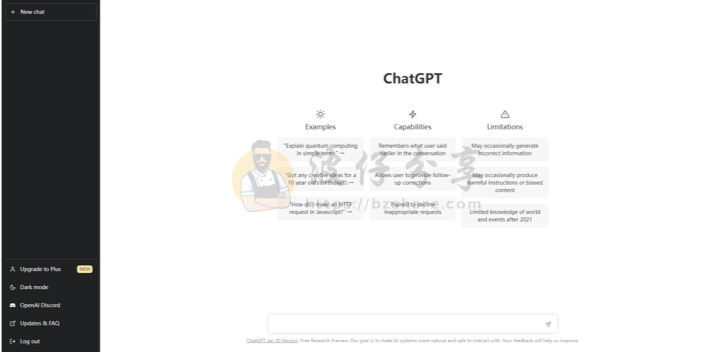 + New chat
ChatGPT
Examples
Capabilities
Limitations
"Explain quantum computing
in simple terms" →
Remembers what user said
earlier in the conversation
May occasionally generate
incorrect information
"Got any creative ideas for a
10 year old's birthday?" →
Allows user to provide follow-
up corrections
May occasionally produce
harmful instructions or biased
content
"How do I make an HTTP
request in Javascript?" →
Trained to decline
inappropriate requests
Limited knowledge of world
and events after 2021
波仔分享
Upgrade to Plus NEW
Dark mode
OpenAI Discord
Updates & FAQ
Log out
ChatGPT Jan 30 Version. Free Research Preview. Our goal is to make AI systems more natural and safe to interact with. Your feedback will help us improve.